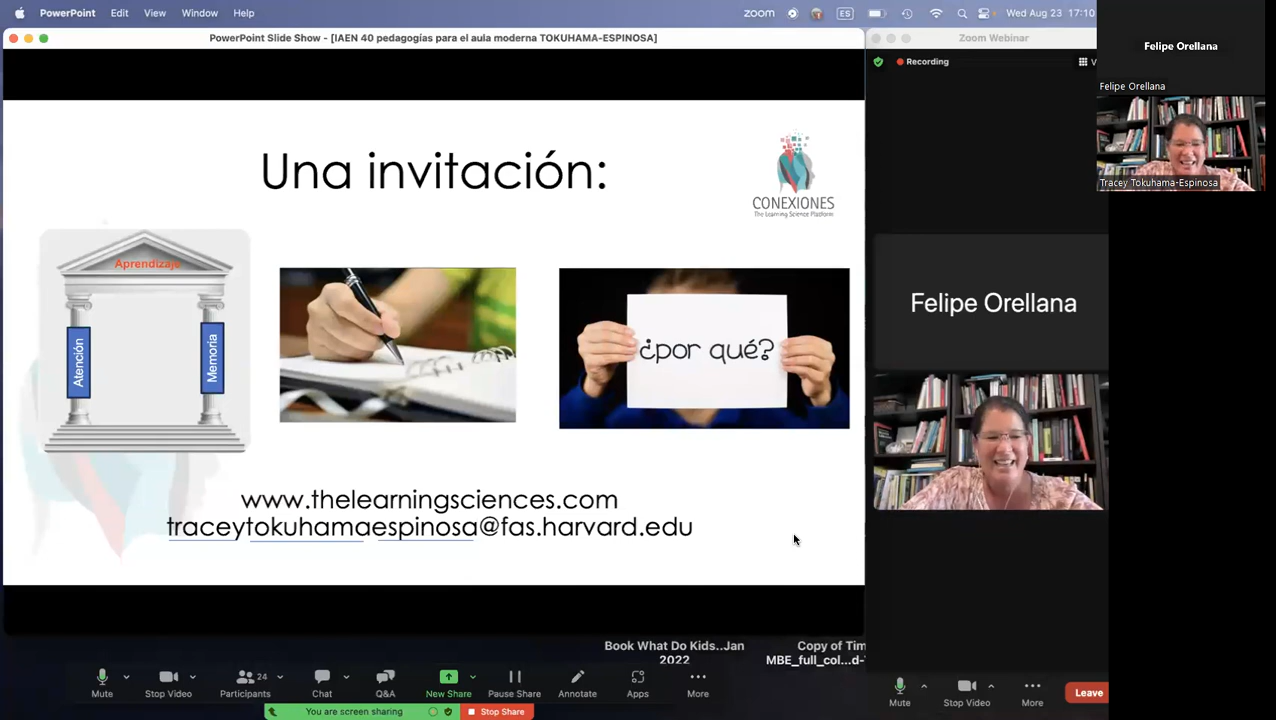 PowerPoint Edit View Window Help
zoom ES Wed Aug 23 17:10
PowerPoint Slide Show - [IAEN 40 pedagogías para el aula moderna TOKUHAMA-ESPINOSA]
Zoom Webinar
Recording
V
Felipe Orellana
Felipe Orellana
Tracey Tokuhama-Espinosa
Una invitación:
CONEXIONES
The Learning Science Platform
Aprendizaje
Atención
Memoria
¿por qué?
Felipe Orellana
www.thelearningsciences.com
traceytokuhamaespinosa@fas.harvard.edu
Book What Do Kids..Jan
2022
Copy of Tim
MBE_full_col...d-
24
Mute Stop Video Participants Chat Q&A New Share Pause Share Annotate Apps More
Mute Stop Video More Leave
You are screen sharing Stop Share